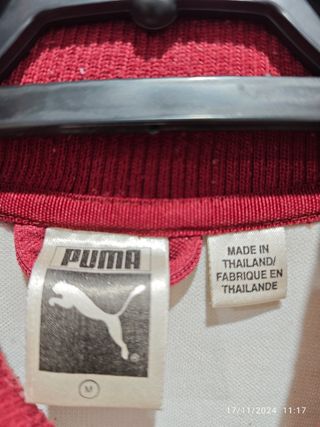 PUMA
M
MADE IN
THAILAND/
FABRIQUE EN
THAILANDE
17/11/2024 11:17